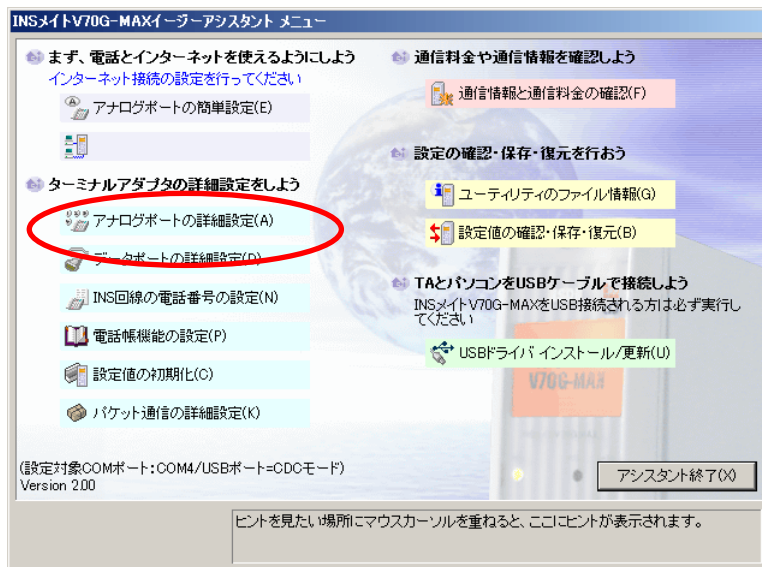 INSメイトV70G-MAXイージーアシスタント メニュー
まず、電話とインターネットを使えるようにしよう
インターネット接続の設定を行ってください
アナログポートの簡単設定(E)
ターミナルアダプタの詳細設定をしよう
アナログポートの詳細設定(A)
データポートの詳細設定(D)
INS回線の電話番号の設定(N)
電話帳機能の設定(P)
設定値の初期化(C)
パケット通信の詳細設定(K)
(設定対象COMポート:COM4/USBポート=CDCモード)
Version 2.00
通信料金や通信情報を確認しよう
通信情報と通信料金の確認(F)
設定の確認・保存・復元を行おう
ユーティリティのファイル情報(G)
設定値の確認・保存・復元(B)
TAとパソコンをUSBケーブルで接続しよう
INSメイトV70G-MAXをUSB接続される方は必ず実行し
てください
USBドライバ インストール/更新(U)
V70G-MAX
アシスタント終了(X)
ヒントを見たい場所にマウスカーソルを重ねると、ここにヒントが表示されます。